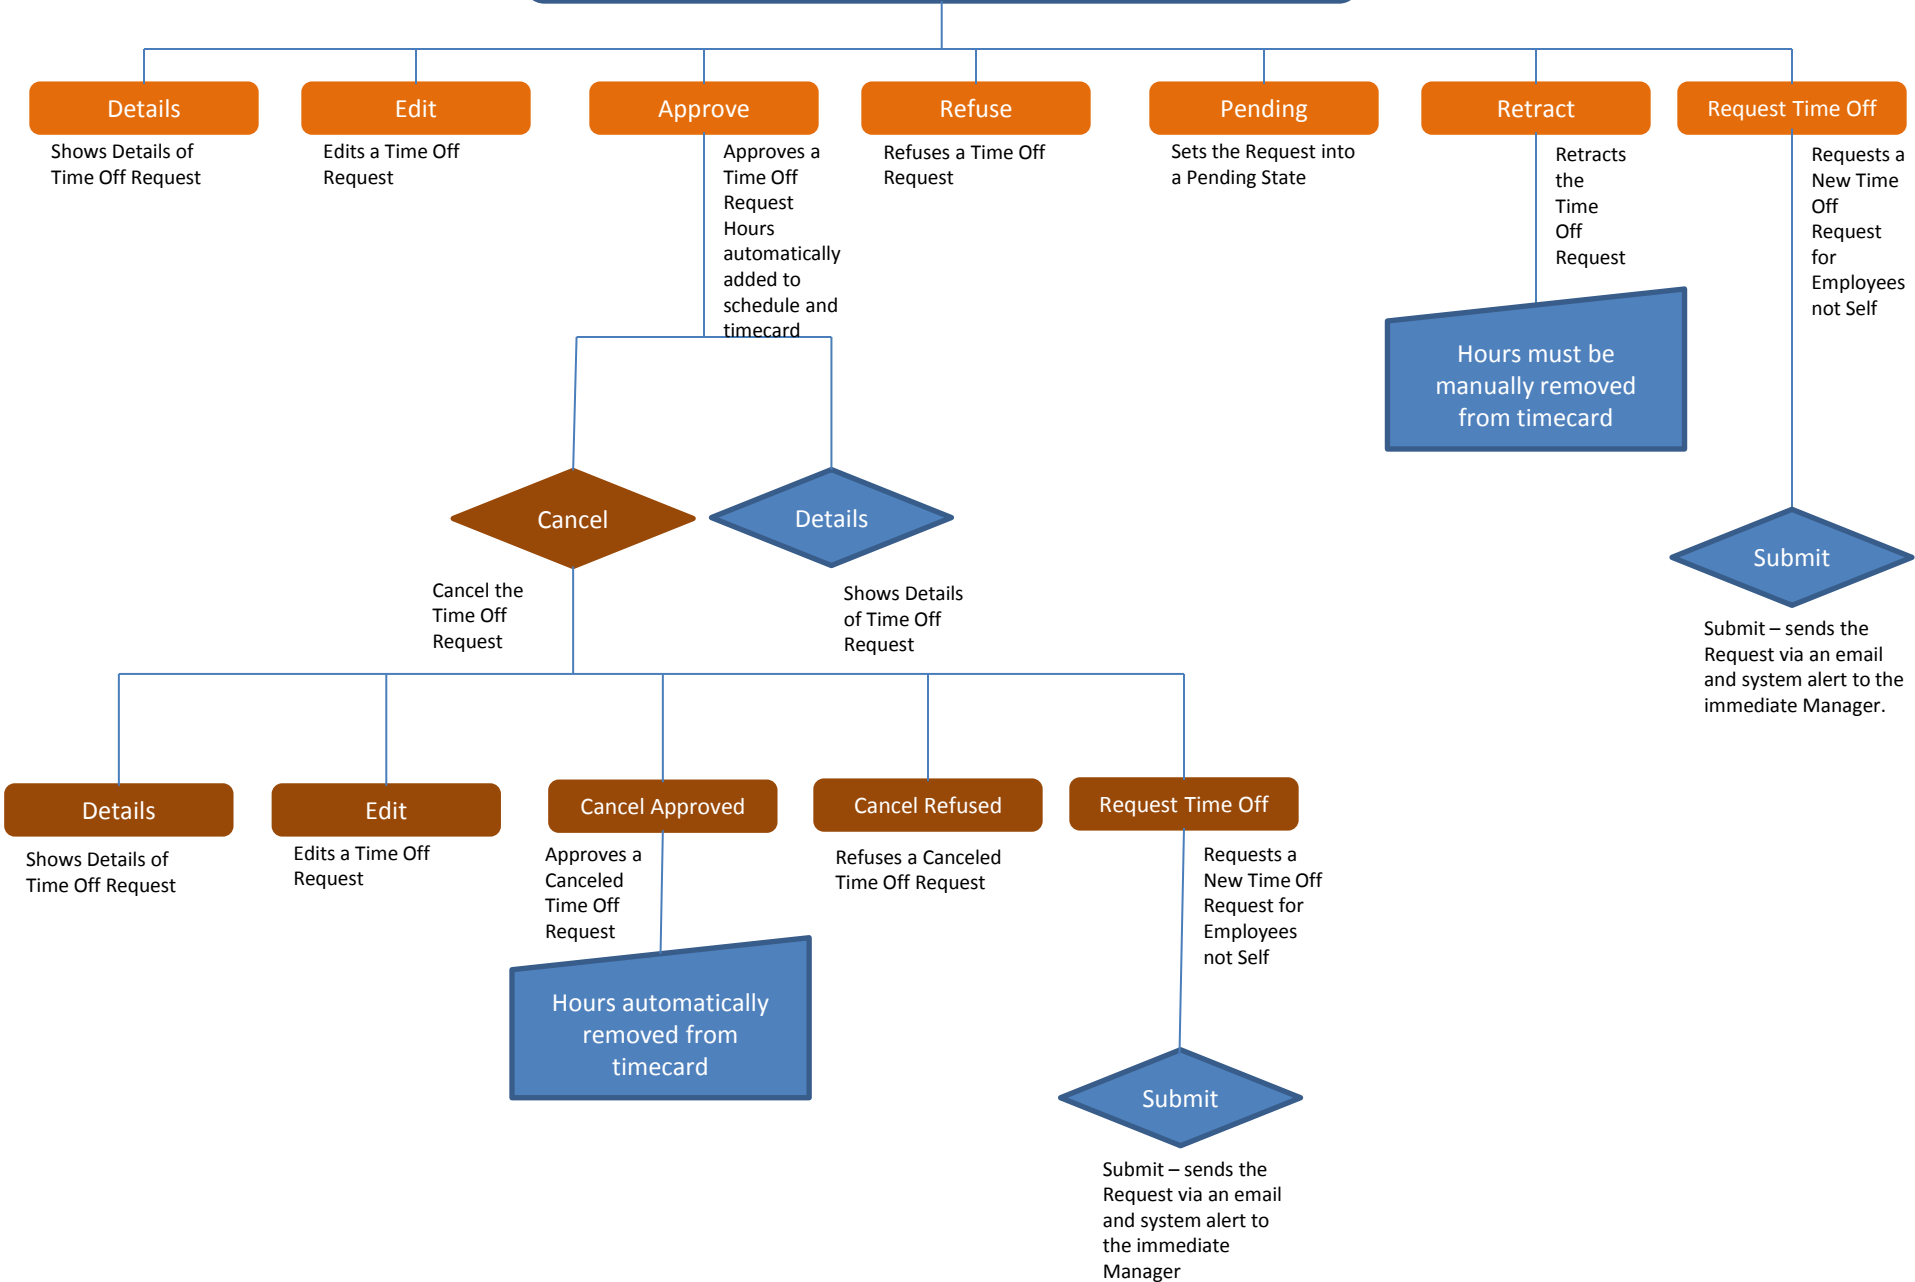 Details
Edit
Approve
Refuse
Pending
Retract
Request Time Off
Shows Details of
Time Off Request
Edits a Time Off
Request
Approves a
Time Off
Request
Hours
automatically
added to
schedule and
timecard
Refuses a Time Off
Request
Sets the Request into
a Pending State
Retracts
the
Time
Off
Request
Requests a
New Time
Off
Request
for
Employees
not Self
Hours must be
manually removed
from timecard
Cancel
Details
Submit
Cancel the
Time Off
Request
Shows Details
of Time Off
Request
Submit – sends the
Request via an email
and system alert to the
immediate Manager.
Details
Edit
Cancel Approved
Cancel Refused
Request Time Off
Shows Details of
Time Off Request
Edits a Time Off
Request
Approves a
Canceled
Time Off
Request
Refuses a Canceled
Time Off Request
Requests a
New Time Off
Request for
Employees
not Self
Hours automatically
removed from
timecard
Submit
Submit – sends the
Request via an email
and system alert to
the immediate
Manager